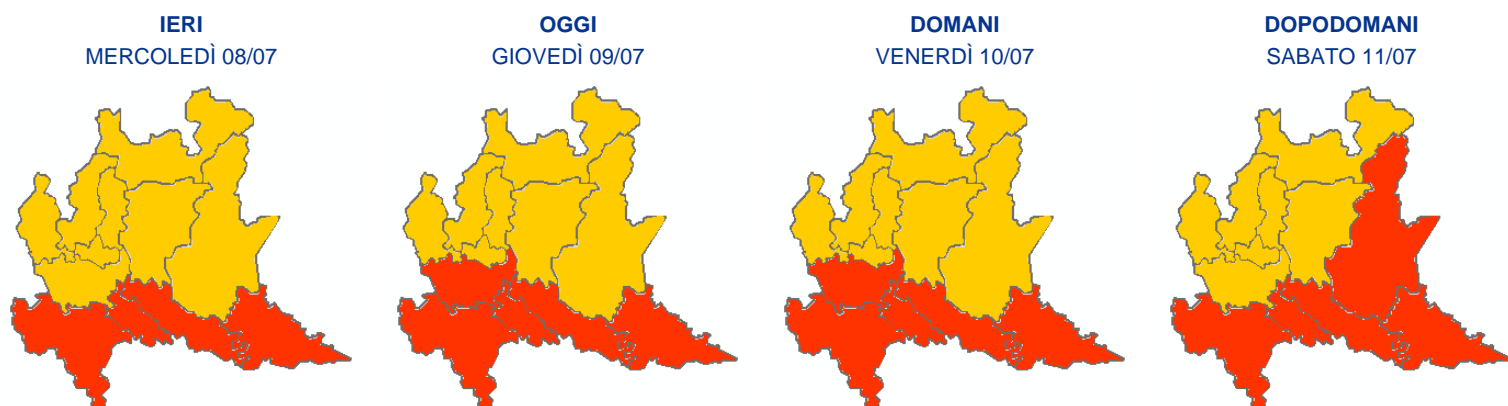 IERI
MERCOLEDÌ 08/07
OGGI
GIOVEDÌ 09/07
DOMANI
VENERDÌ 10/07
DOPODOMANI
SABATO 11/07